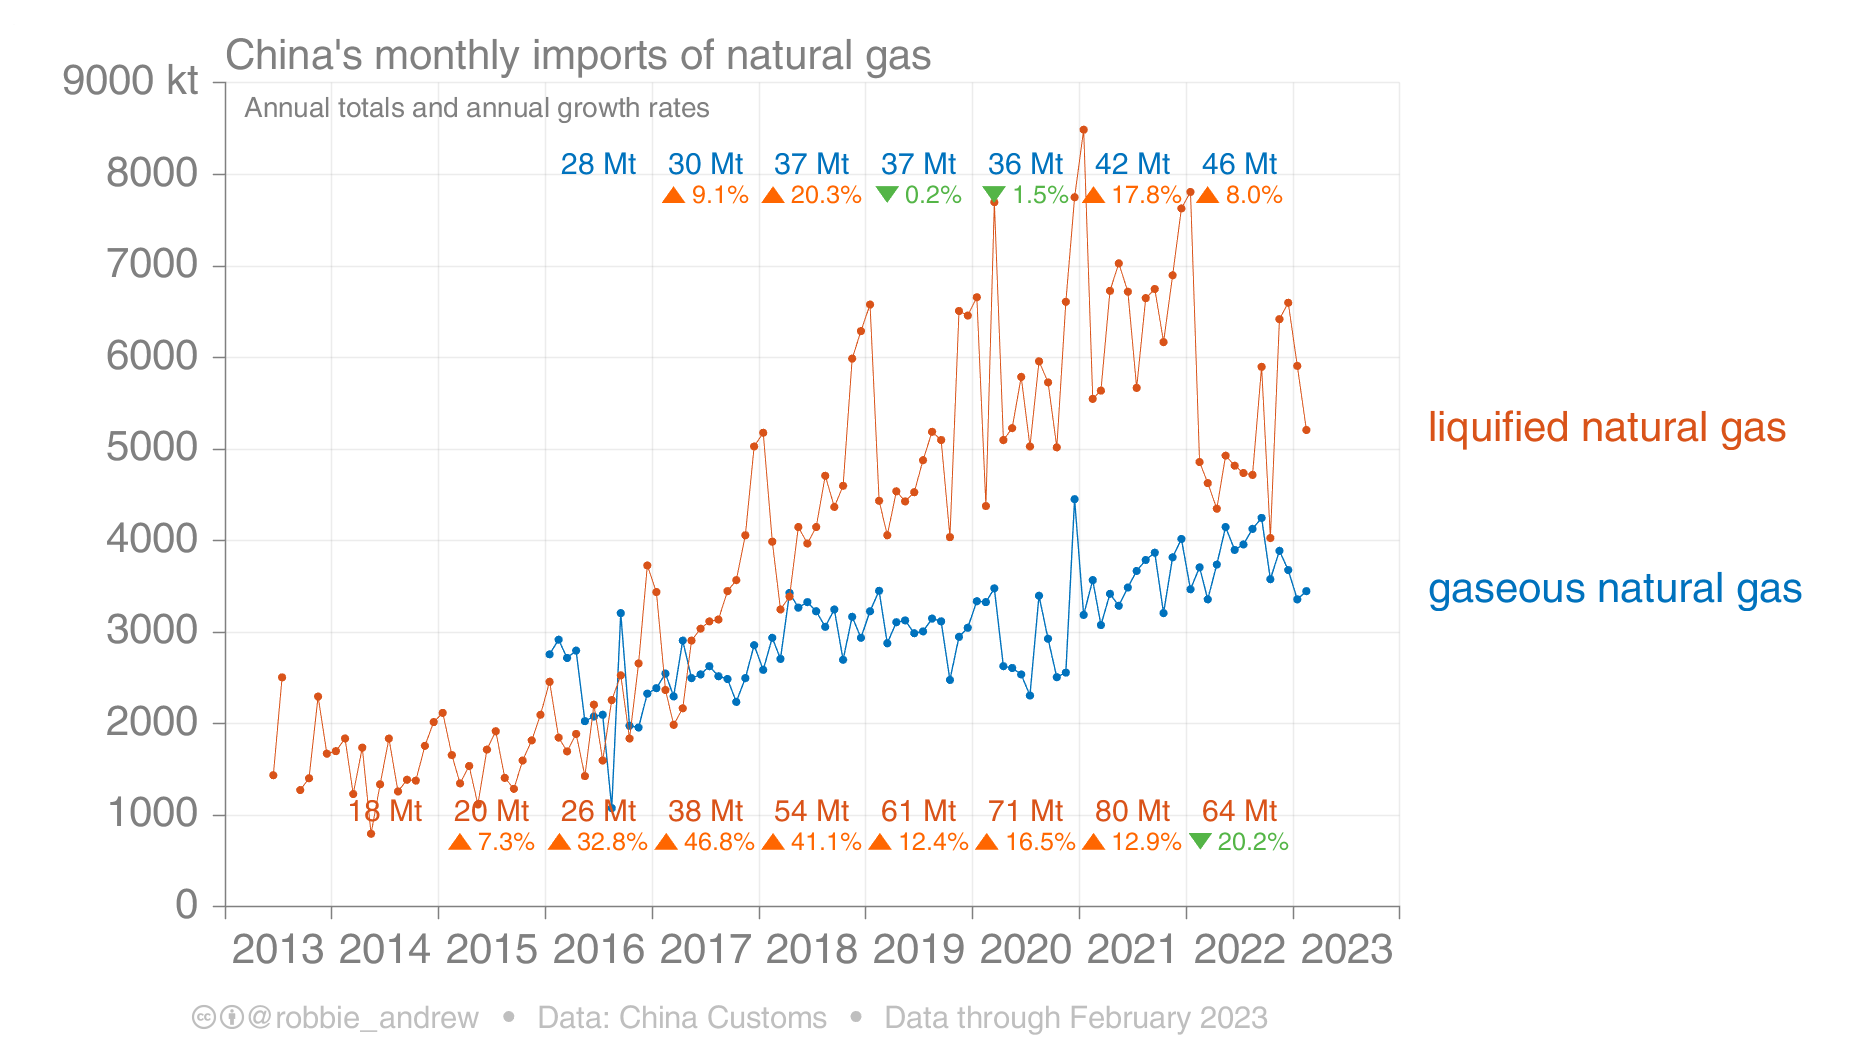 China's monthly imports of natural gas
9000 kt
Annual totals and annual growth rates
28 Mt 30 Mt 37 Mt 37 Mt 36 Mt 42 Mt 46 Mt
▲ 9.1% ▲ 20.3% ▼ 0.2% ▼ 1.5% ▲ 17.8% ▲ 8.0%
8000
7000
6000
5000
4000
3000
2000
1000
0
liquified natural gas
gaseous natural gas
18 Mt 20 Mt 26 Mt 38 Mt 54 Mt 61 Mt 71 Mt 80 Mt 64 Mt
▲ 7.3% ▲ 32.8% ▲ 46.8% ▲ 41.1% ▲ 12.4% ▲ 16.5% ▲ 12.9% ▼ 20.2%
2013 2014 2015 2016 2017 2018 2019 2020 2021 2022 2023
cc @robbie_andrew • Data: China Customs • Data through February 2023